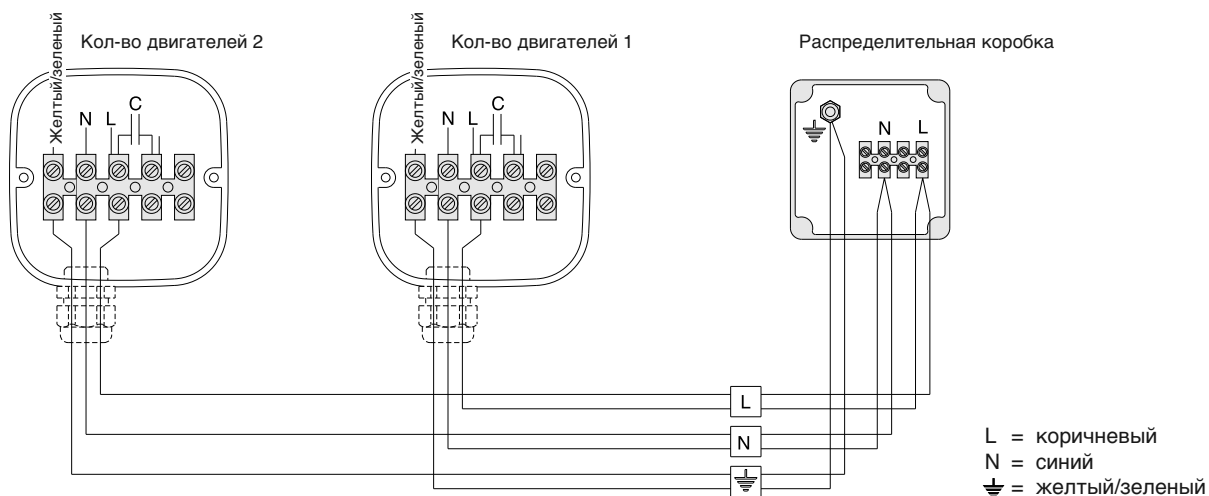 Кол-во двигателей 2
Кол-во двигателей 1
Распределительная коробка
Желтый/зеленый
N
L
C
Желтый/зеленый
N
L
C
N
L
L
N
L = коричневый
N = синий
= желтый/зеленый